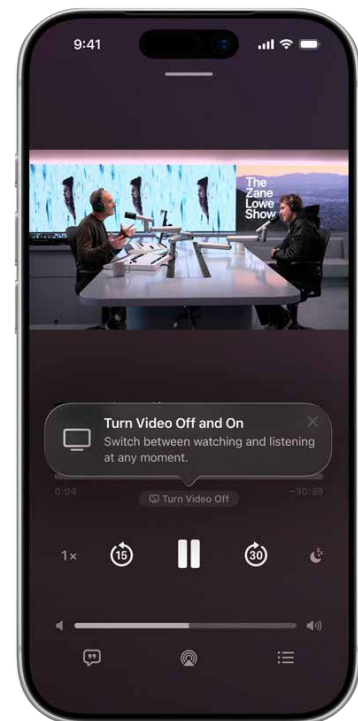 9:41
The
Zane
Lowe
Show
Turn Video Off and On
Switch between watching and listening
at any moment.
0:04
-30:39
Turn Video Off
1×
15
30